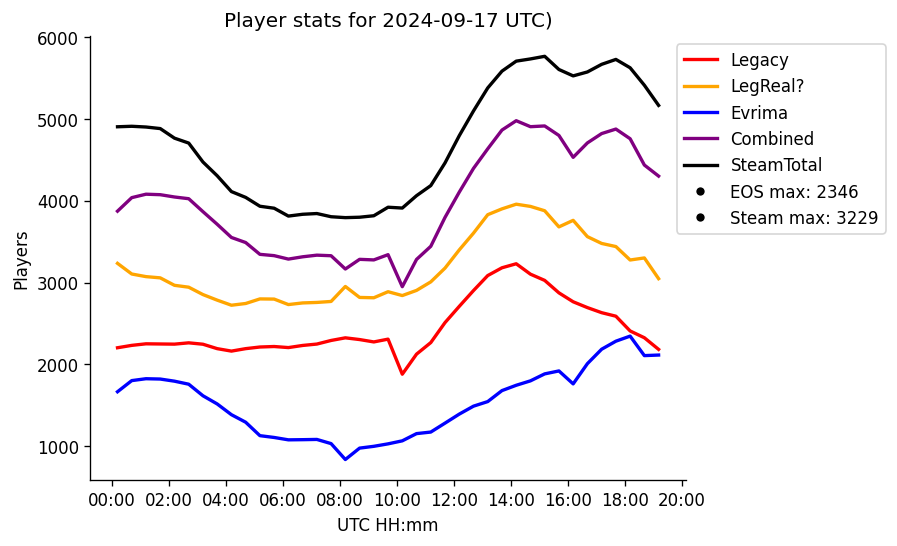 Player stats for 2024-09-17 UTC)
6000
5000
4000
3000
2000
1000
Players
00:00 02:00 04:00 06:00 08:00 10:00 12:00 14:00 16:00 18:00 20:00
UTC HH:mm
Legacy
LegReal?
Evrima
Combined
SteamTotal
EOS max: 2346
Steam max: 3229